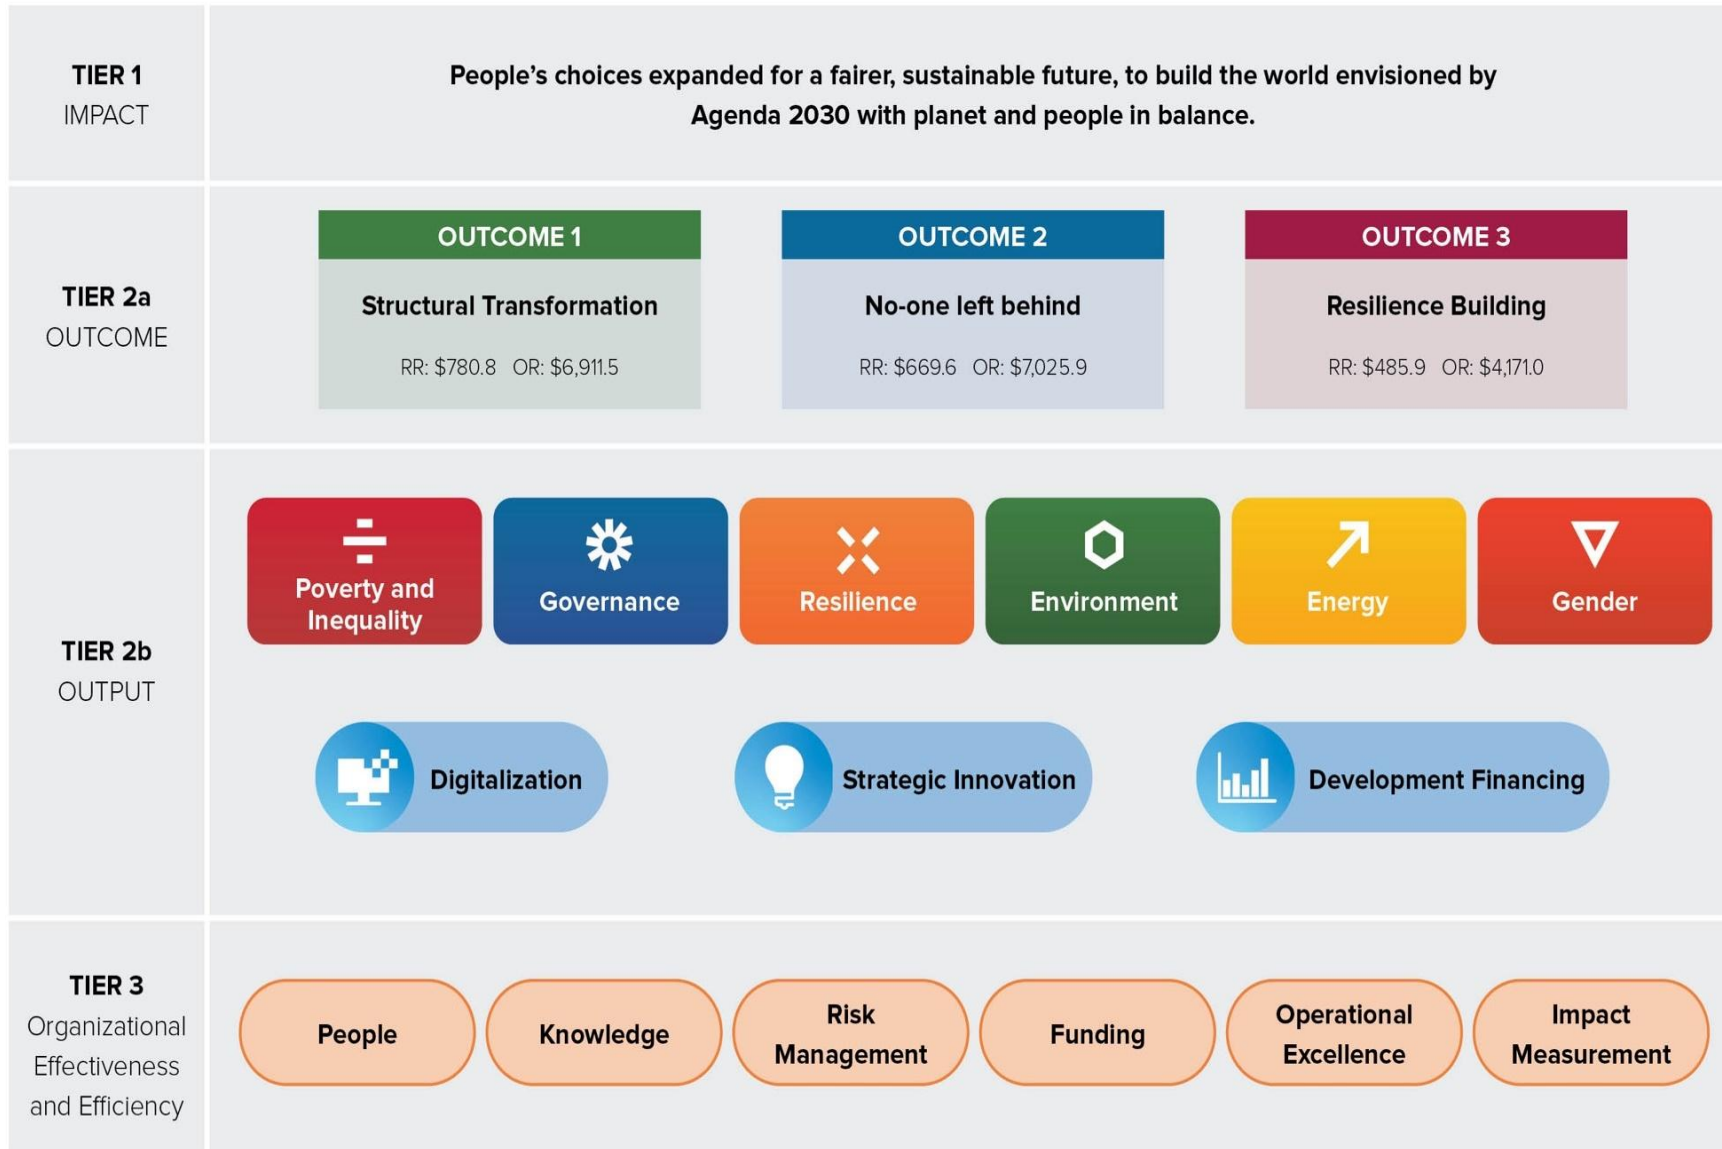 TIER 1
IMPACT
People’s choices expanded for a fairer, sustainable future, to build the world envisioned by
Agenda 2030 with planet and people in balance.
TIER 2a
OUTCOME
OUTCOME 1
Structural Transformation
RR: $780.8 OR: $6,911.5
OUTCOME 2
No-one left behind
RR: $669.6 OR: $7,025.9
OUTCOME 3
Resilience Building
RR: $485.9 OR: $4,171.0
TIER 2b
OUTPUT
Poverty and
Inequality
Governance
Resilience
Environment
Energy
Gender
Digitalization
Strategic Innovation
Development Financing
TIER 3
Organizational
Effectiveness
and Efficiency
People
Knowledge
Risk
Management
Funding
Operational
Excellence
Impact
Measurement